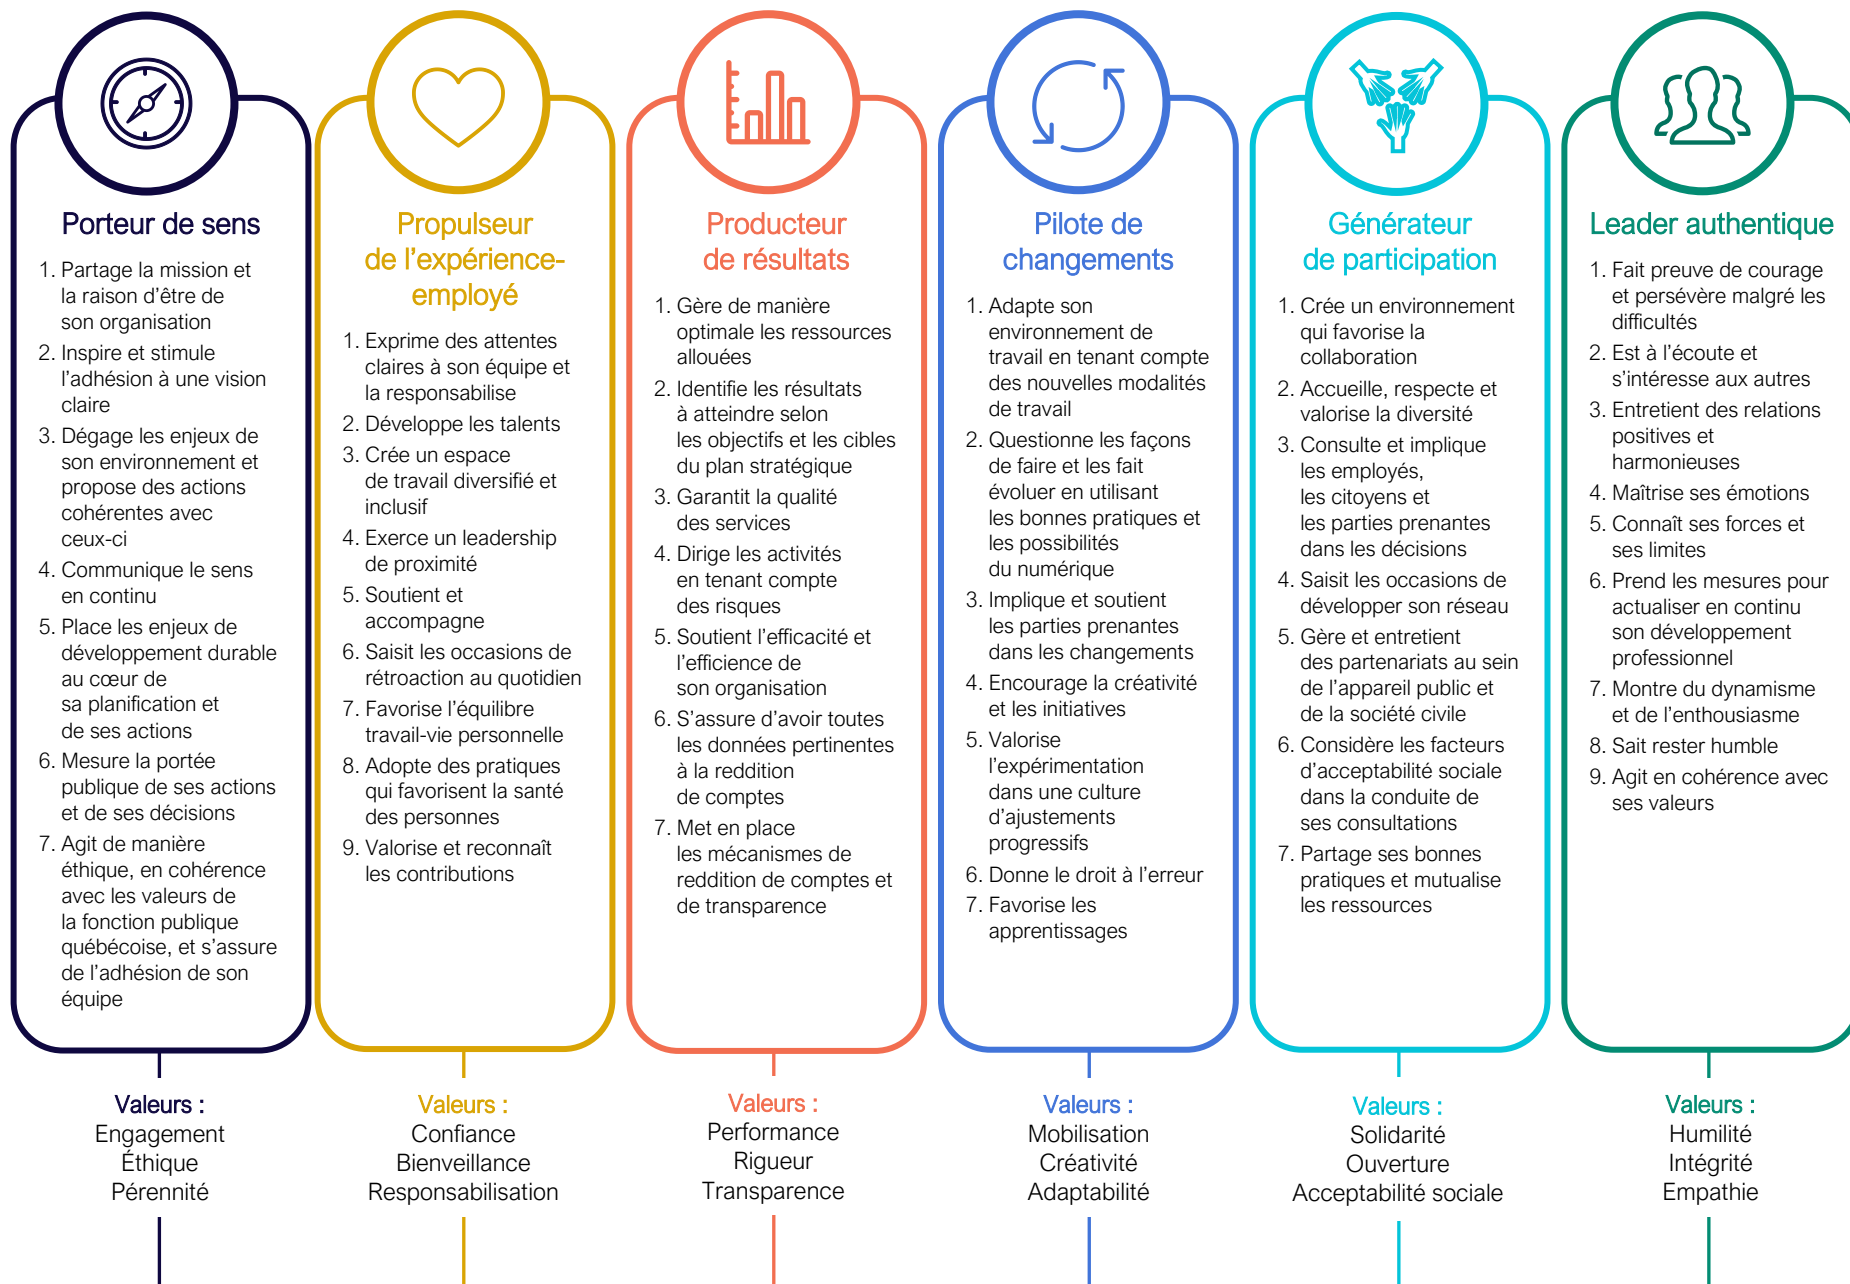 Porteur de sens
1. Partage la mission et
la raison d’être de
son organisation
2. Inspire et stimule
l’adhésion à une vision
claire
3. Dégage les enjeux de
son environnement et
propose des actions
cohérentes avec
ceux-ci
4. Communique le sens
en continu
5. Place les enjeux de
développement durable
au cœur de
sa planification et
de ses actions
6. Mesure la portée
publique de ses actions
et de ses décisions
7. Agit de manière
éthique, en cohérence
avec les valeurs de
la fonction publique
québécoise, et s’assure
de l’adhésion de son
équipe
Valeurs :
Engagement
Éthique
Pérennité
Propulseur
de l’expérience-
employé
1. Exprime des attentes
claires à son équipe et
la responsabilise
2. Développe les talents
3. Crée un espace
de travail diversifié et
inclusif
4. Exerce un leadership
de proximité
5. Soutient et
accompagne
6. Saisit les occasions de
rétroaction au quotidien
7. Favorise l’équilibre
travail-vie personnelle
8. Adopte des pratiques
qui favorisent la santé
des personnes
9. Valorise et reconnaît
les contributions
Valeurs :
Confiance
Bienveillance
Responsabilisation
Producteur
de résultats
1. Gère de manière
optimale les ressources
allouées
2. Identifie les résultats
à atteindre selon
les objectifs et les cibles
du plan stratégique
3. Garantit la qualité
des services
4. Dirige les activités
en tenant compte
des risques
5. Soutient l’efficacité et
l’efficience de
son organisation
6. S’assure d’avoir toutes
les données pertinentes
à la reddition
de comptes
7. Met en place
les mécanismes de
reddition de comptes et
de transparence
Valeurs :
Performance
Rigueur
Transparence
Pilote de
changements
1. Adapte son
environnement de
travail en tenant compte
des nouvelles modalités
de travail
2. Questionne les façons
de faire et les fait
évoluer en utilisant
les bonnes pratiques et
les possibilités
du numérique
3. Implique et soutient
les parties prenantes
dans les changements
4. Encourage la créativité
et les initiatives
5. Valorise
l’expérimentation
dans une culture
d’ajustements
progressifs
6. Donne le droit à l’erreur
7. Favorise les
apprentissages
Valeurs :
Mobilisation
Créativité
Adaptabilité
Générateur
de participation
1. Crée un environnement
qui favorise la
collaboration
2. Accueille, respecte et
valorise la diversité
3. Consulte et implique
les employés,
les citoyens et
les parties prenantes
dans les décisions
4. Saisit les occasions de
développer son réseau
5. Gère et entretient
des partenariats au sein
de l’appareil public et
de la société civile
6. Considère les facteurs
d’acceptabilité sociale
dans la conduite de
ses consultations
7. Partage ses bonnes
pratiques et mutualise
les ressources
Valeurs :
Solidarité
Ouverture
Acceptabilité sociale
Leader authentique
1. Fait preuve de courage
et persévère malgré les
difficultés
2. Est à l’écoute et
s’intéresse aux autres
3. Entretient des relations
positives et
harmonieuses
4. Maîtrise ses émotions
5. Connaît ses forces et
ses limites
6. Prend les mesures pour
actualiser en continu
son développement
professionnel
7. Montre du dynamisme
et de l’enthousiasme
8. Sait rester humble
9. Agit en cohérence avec
ses valeurs
Valeurs :
Humilité
Intégrité
Empathie